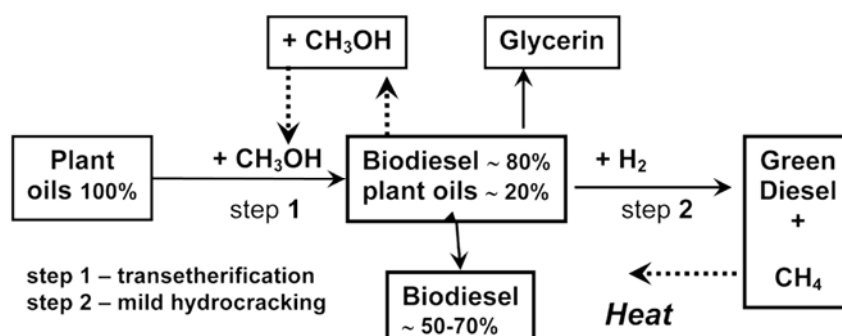 + CH₃OH
Glycerin
Plant
oils 100%
+ CH₃OH
step 1
Biodiesel ~ 80%
plant oils ~ 20%
+ H₂
step 2
Green
Diesel
+
CH₄
step 1 – transetherification
step 2 – mild hydrocracking
Biodiesel
~ 50-70%
Heat